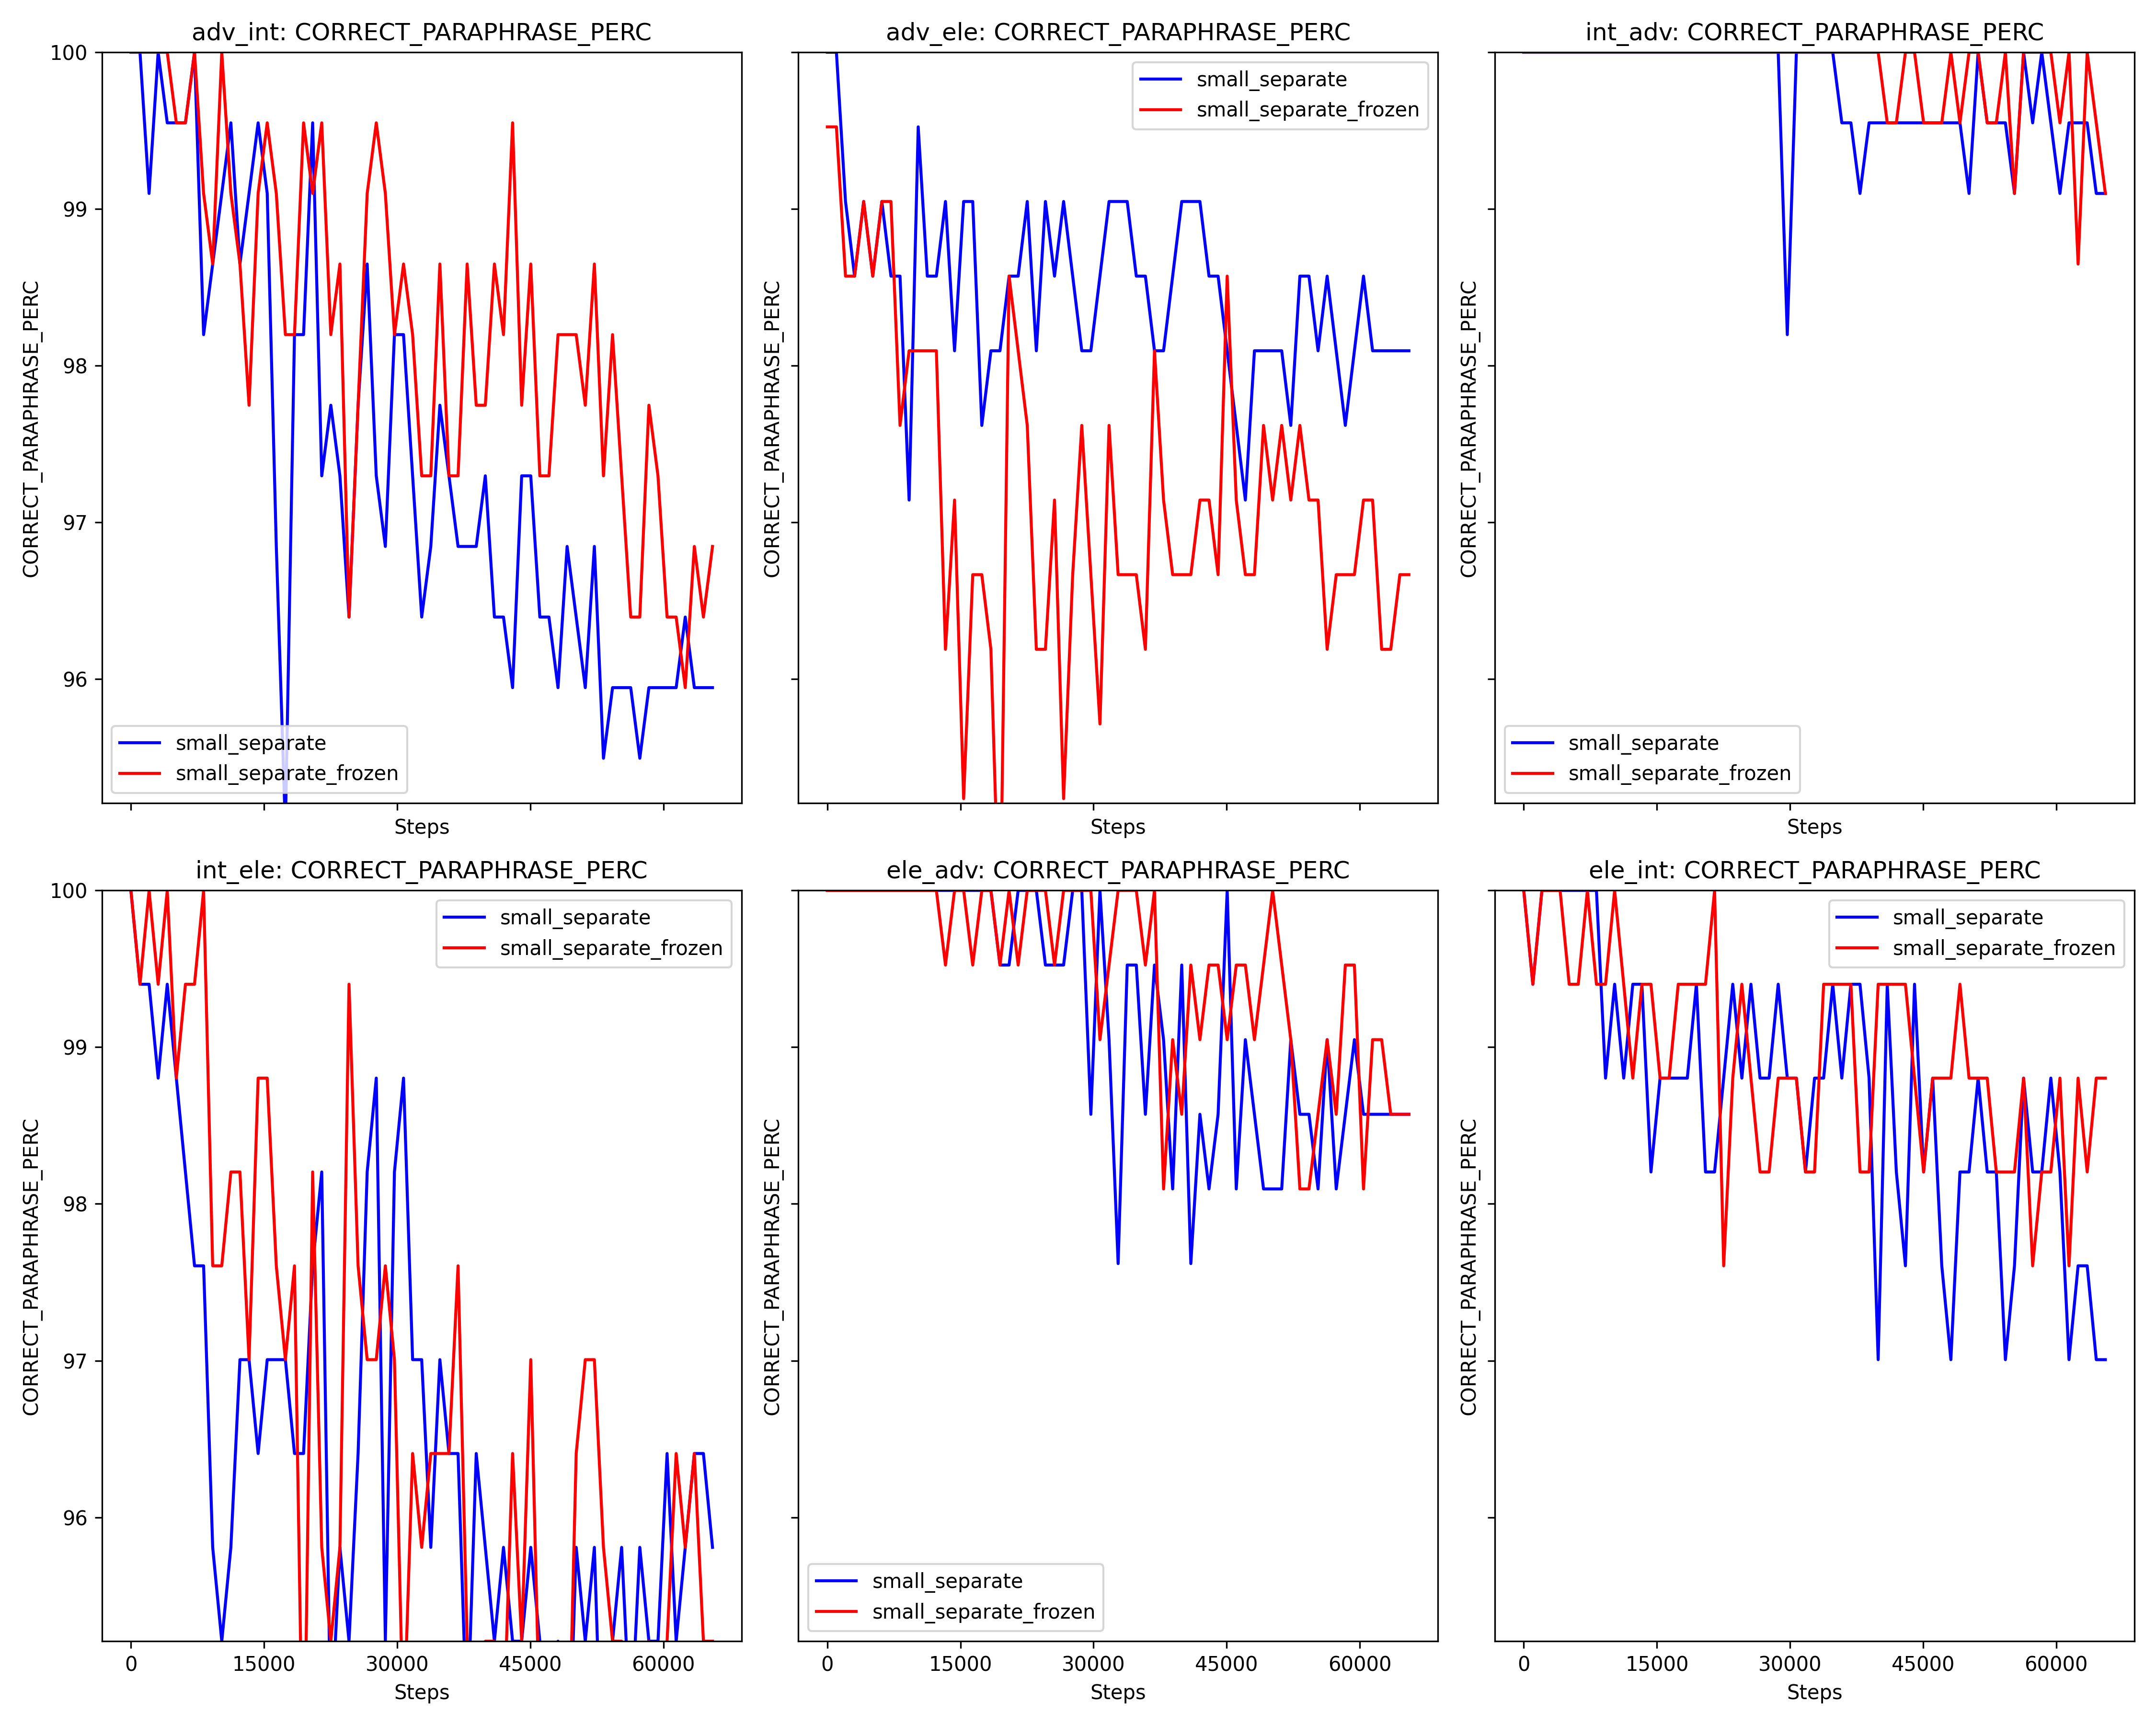 adv_int: CORRECT_PARAPHRASE_PERC
CORRECT_PARAPHRASE_PERC
100
99
98
97
96
small_separate
small_separate_frozen
Steps
adv_ele: CORRECT_PARAPHRASE_PERC
CORRECT_PARAPHRASE_PERC
small_separate
small_separate_frozen
Steps
int_adv: CORRECT_PARAPHRASE_PERC
CORRECT_PARAPHRASE_PERC
small_separate
small_separate_frozen
Steps
int_ele: CORRECT_PARAPHRASE_PERC
CORRECT_PARAPHRASE_PERC
100
99
98
97
96
small_separate
small_separate_frozen
0 15000 30000 45000 60000
Steps
ele_adv: CORRECT_PARAPHRASE_PERC
CORRECT_PARAPHRASE_PERC
small_separate
small_separate_frozen
0 15000 30000 45000 60000
Steps
ele_int: CORRECT_PARAPHRASE_PERC
CORRECT_PARAPHRASE_PERC
small_separate
small_separate_frozen
0 15000 30000 45000 60000
Steps